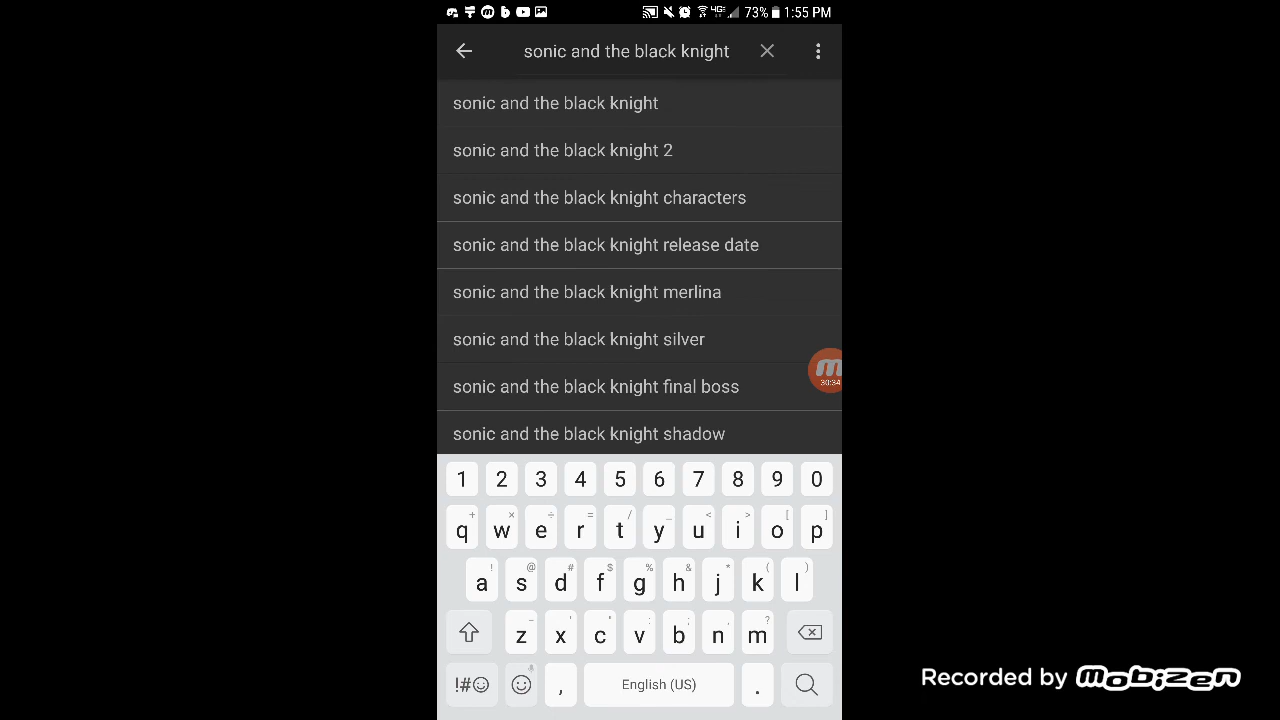 4G 73% 1:55 PM
sonic and the black knight
sonic and the black knight
sonic and the black knight 2
sonic and the black knight characters
sonic and the black knight release date
sonic and the black knight merlina
sonic and the black knight silver
sonic and the black knight final boss
sonic and the black knight shadow
30:34
1 2 3 4 5 6 7 8 9 0
+ × ÷ = / _ < > [ ]
q w e r t y u i o p
! @ # $ % & * ( )
a s d f g h j k l
- ' " : ; , ?
z x c v b n m
!#☺ , English (US) .
Recorded by mobizen